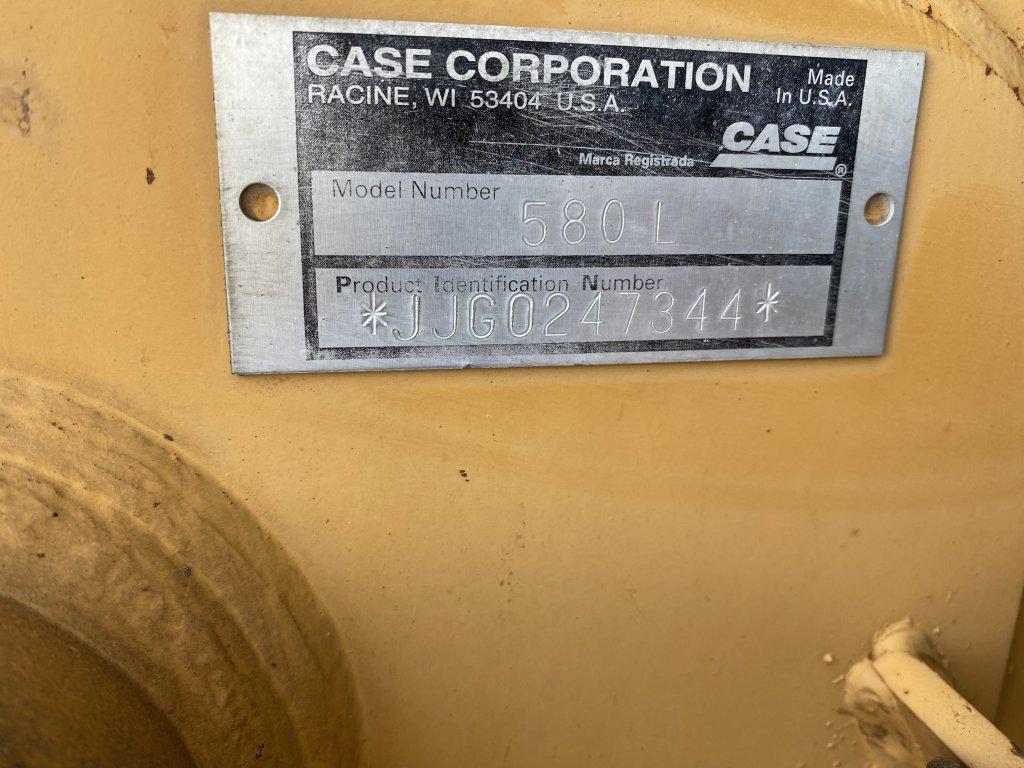 CASE CORPORATION
RACINE, WI 53404 U.S.A.
Made
In U.S.A.
CASE
Marca Registrada ®
Model Number
580 L
Product Identification Number
*JJG0247344*